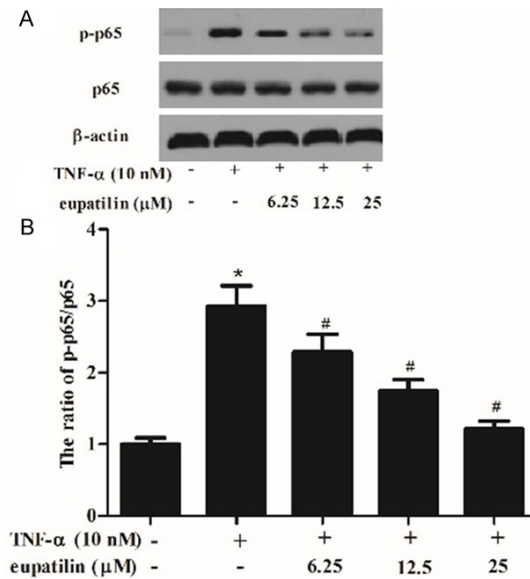 A
p-p65
p65
β-actin
TNF-α (10 nM) - + + + +
eupatilin (μM) - - 6.25 12.5 25
B
The ratio of p-p65/p65
4
3
2
1
0
*
#
#
#
TNF-α (10 nM) - + + + +
eupatilin (μM) - - 6.25 12.5 25